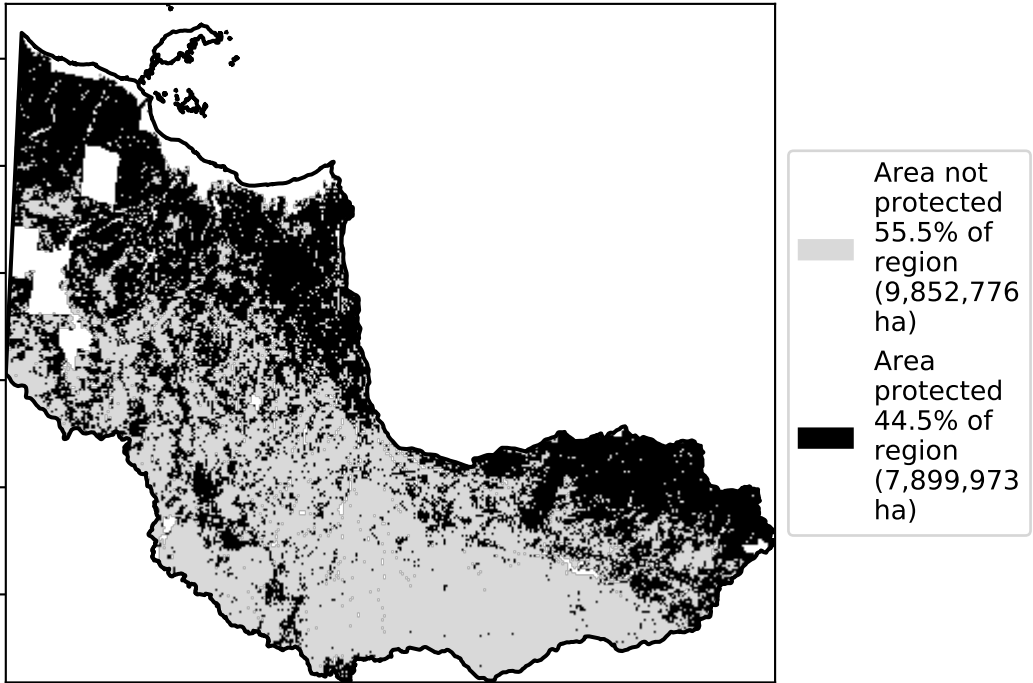 Area not
protected
55.5% of
region
(9,852,776
ha)
Area
protected
44.5% of
region
(7,899,973
ha)